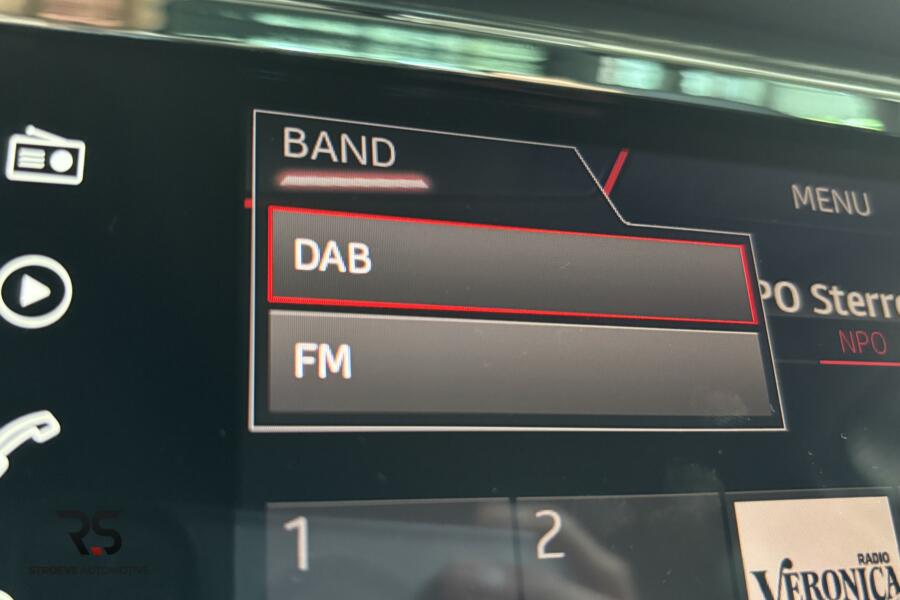 BAND
MENU
DAB
PO Sterre
NPO
FM
1
2
RADIO
VERONICA
RS
STROEVE AUTOMOTIVE